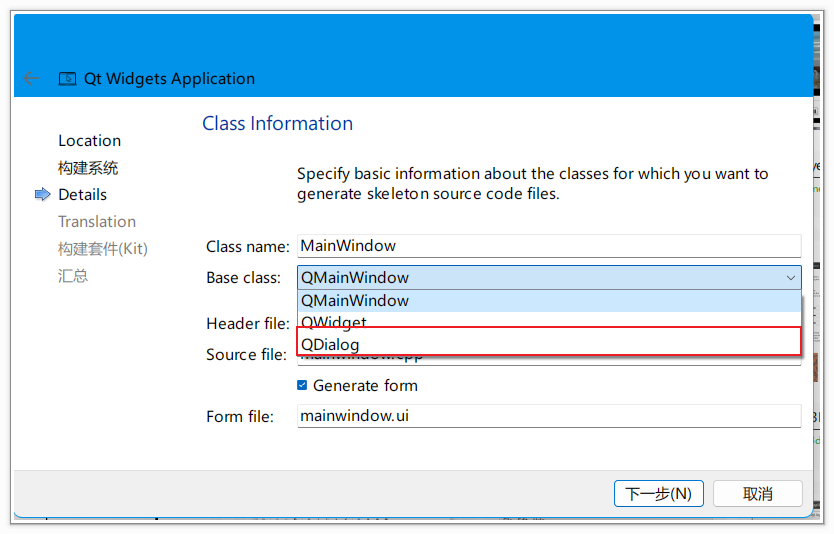 Qt Widgets Application
Class Information
Location
构建系统
Details
Translation
构建套件(Kit)
汇总
Specify basic information about the classes for which you want to
generate skeleton source code files.
Class name: MainWindow
Base class: QMainWindow
QMainWindow
Header file: QWidget
QDialog
Source file: mainwindow.cpp
Generate form
Form file: mainwindow.ui
下一步(N) 取消